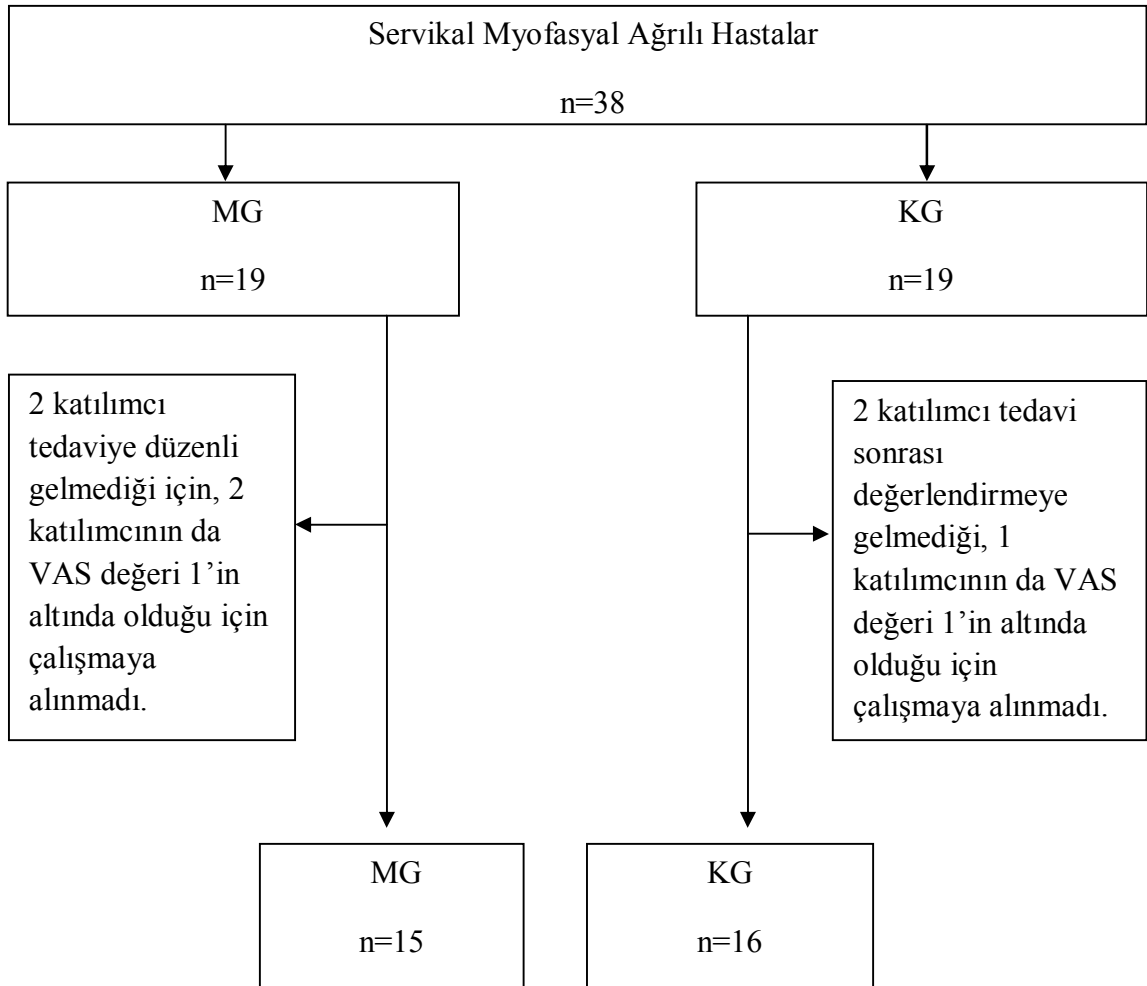 Servikal Myofasyal Ağrılı Hastalar
n=38
MG
n=19
KG
n=19
2 katılımcı
tedaviye düzenli
gelmediği için, 2
katılımcının da
VAS değeri 1’in
altında olduğu için
çalışmaya
alınmadı.
2 katılımcı tedavi
sonrası
değerlendirmeye
gelmediği, 1
katılımcının da VAS
değeri 1’in altında
olduğu için
çalışmaya alınmadı.
MG
n=15
KG
n=16